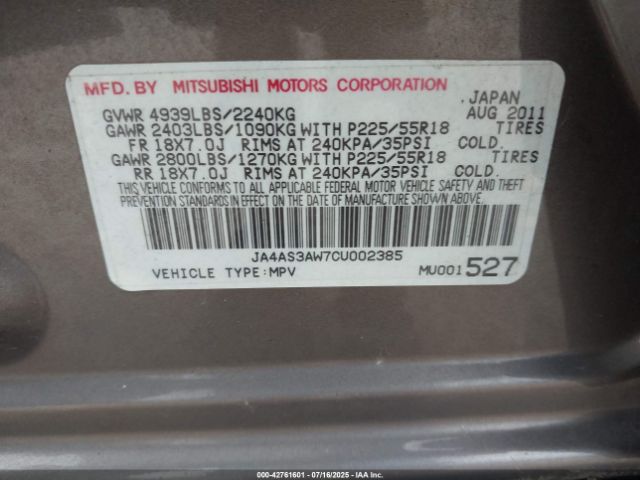 MFD. BY MITSUBISHI MOTORS CORPORATION
, JAPAN
GVWR 4939LBS/2240KG AUG 2011
GAWR 2403LBS/1090KG WITH P225/55R18 TIRES
FR 18X7.0J RIMS AT 240KPA/35PSI COLD.
GAWR 2800LBS/1270KG WITH P225/55R18 TIRES
RR 18X7.0J RIMS AT 240KPA/35PSI COLD.
THIS VEHICLE CONFORMS TO ALL APPLICABLE FEDERAL MOTOR VEHICLE SAFETY AND THEFT
PREVENTION STANDARDS IN EFFECT ON THE DATE OF MANUFACTURE SHOWN ABOVE.
JA4AS3AW7CU002385
VEHICLE TYPE:MPV MU001527
000-42761601 07/16/2025 IAA Inc.